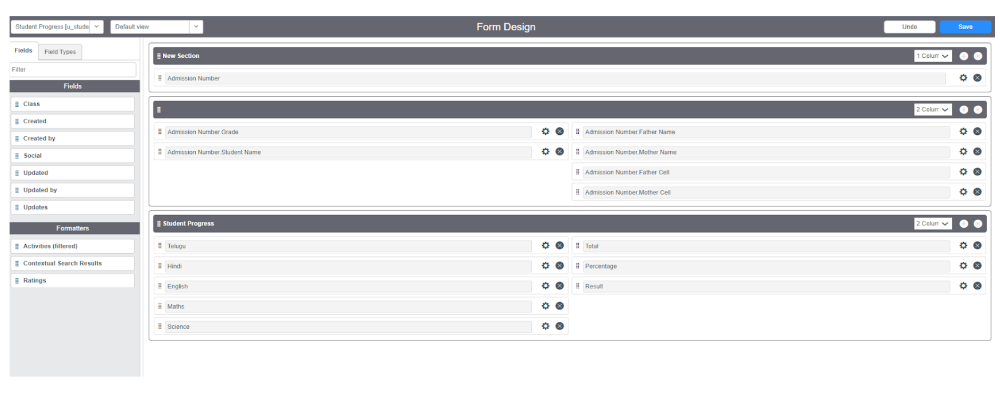 Student Progress [u_stude
Default view
Form Design
Undo
Save
Fields
Field Types
Filter
Fields
Class
Created
Created by
Social
Updated
Updated by
Updates
Formatters
Activities (filtered)
Contextual Search Results
Ratings
New Section
1 Colum
Admission Number
2 Colum
Admission Number.Grade
Admission Number.Student Name
Admission Number.Father Name
Admission Number.Mother Name
Admission Number.Father Cell
Admission Number.Mother Cell
Student Progress
2 Colum
Telugu
Hindi
English
Maths
Science
Total
Percentage
Result